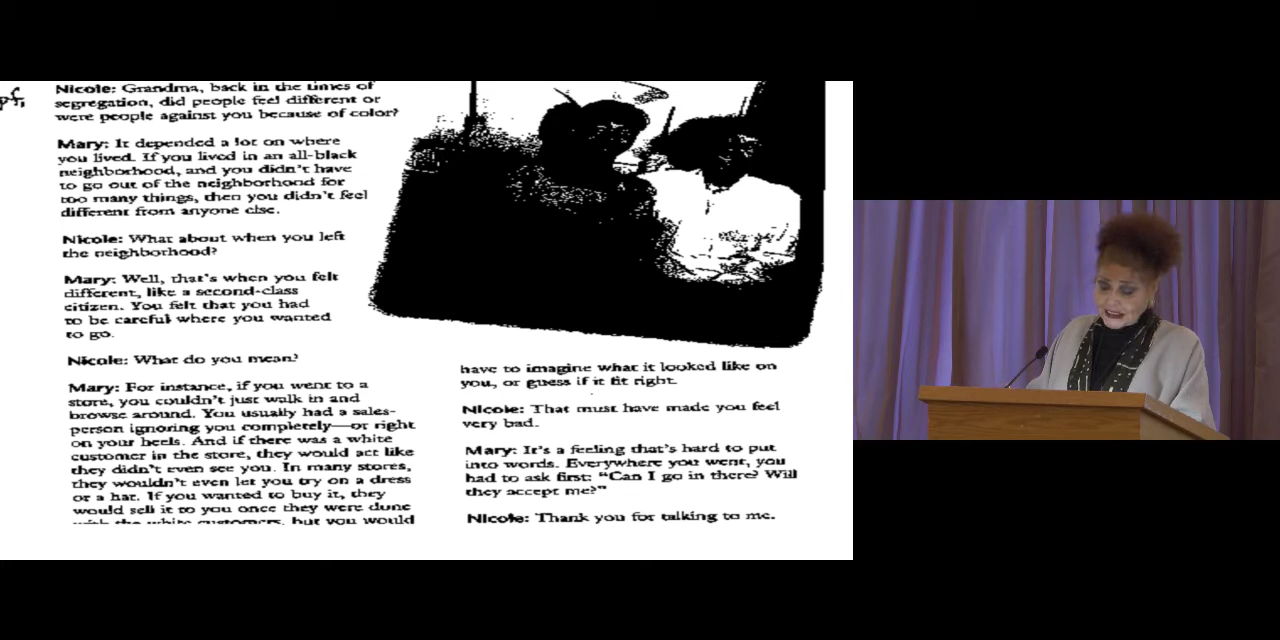 Nicole: Grandma, back in the times of
segregation, did people feel different or
were people against you because of color?
Mary: It depended a lot on where
you lived. If you lived in an all-black
neighborhood, and you didn't have
to go out of the neighborhood for
too many things, then you didn't feel
different from anyone else.
Nicole: What about when you left
the neighborhood?
Mary: Well, that's when you felt
different, like a second-class
citizen. You felt that you had
to be careful where you wanted
to go.
Nicole: What do you mean?
Mary: For instance, if you went to a
store, you couldn't just walk in and
browse around. You usually had a sales-
person ignoring you completely—or right
on your heels. And if there was a white
customer in the store, they would act like
they didn't even see you. In many stores,
they wouldn't even let you try on a dress
or a hat. If you wanted to buy it, they
would sell it to you once they were done
with the white customers, but you would
have to imagine what it looked like on
you, or guess if it fit right.
Nicole: That must have made you feel
very bad.
Mary: It's a feeling that's hard to put
into words. Everywhere you went, you
had to ask first: "Can I go in there? Will
they accept me?"
Nicole: Thank you for talking to me.